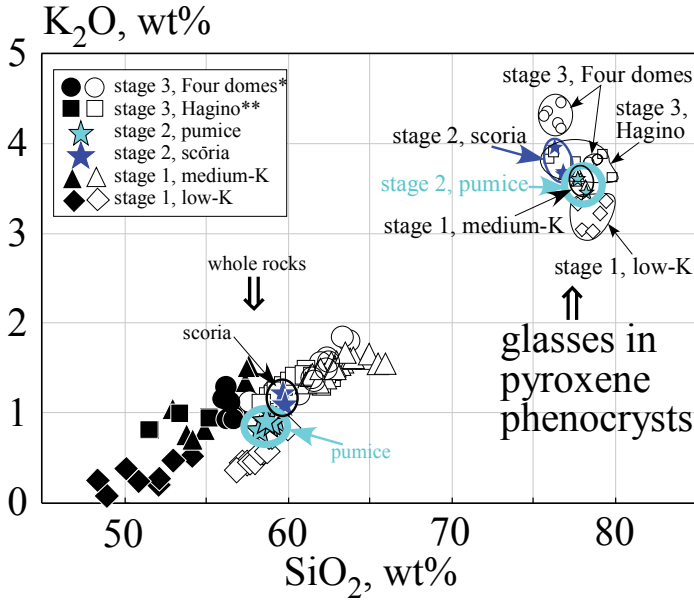 K2O, wt%
5
4
3
2
1
0
stage 3, Four domes*
stage 3, Hagino**
stage 2, pumice
stage 2, scōria
stage 1, medium-K
stage 1, low-K
stage 3, Four domes
stage 3,
Hagino
stage 2, scoria
stage 2, pumice
stage 1, medium-K
stage 1, low-K
whole rocks
⇓
scoria
pumice
⇑
glasses in
pyroxene
phenocrysts
50
60
70
80
SiO2, wt%